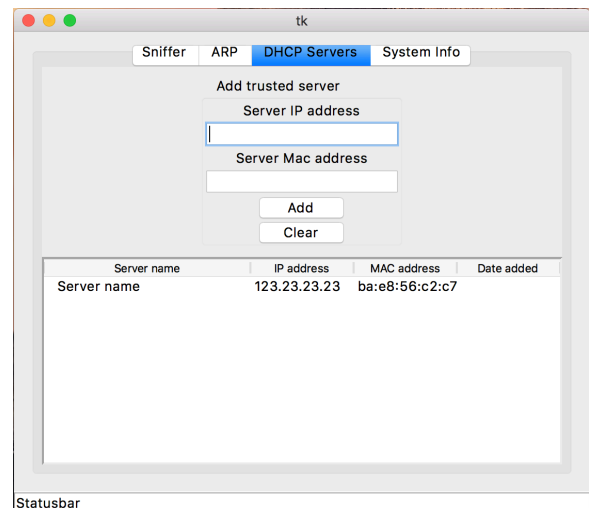 tk
Sniffer ARP DHCP Servers System Info
Add trusted server
Server IP address
Server Mac address
Add
Clear
Server name IP address MAC address Date added
Server name 123.23.23.23 ba:e8:56:c2:c7
Statusbar